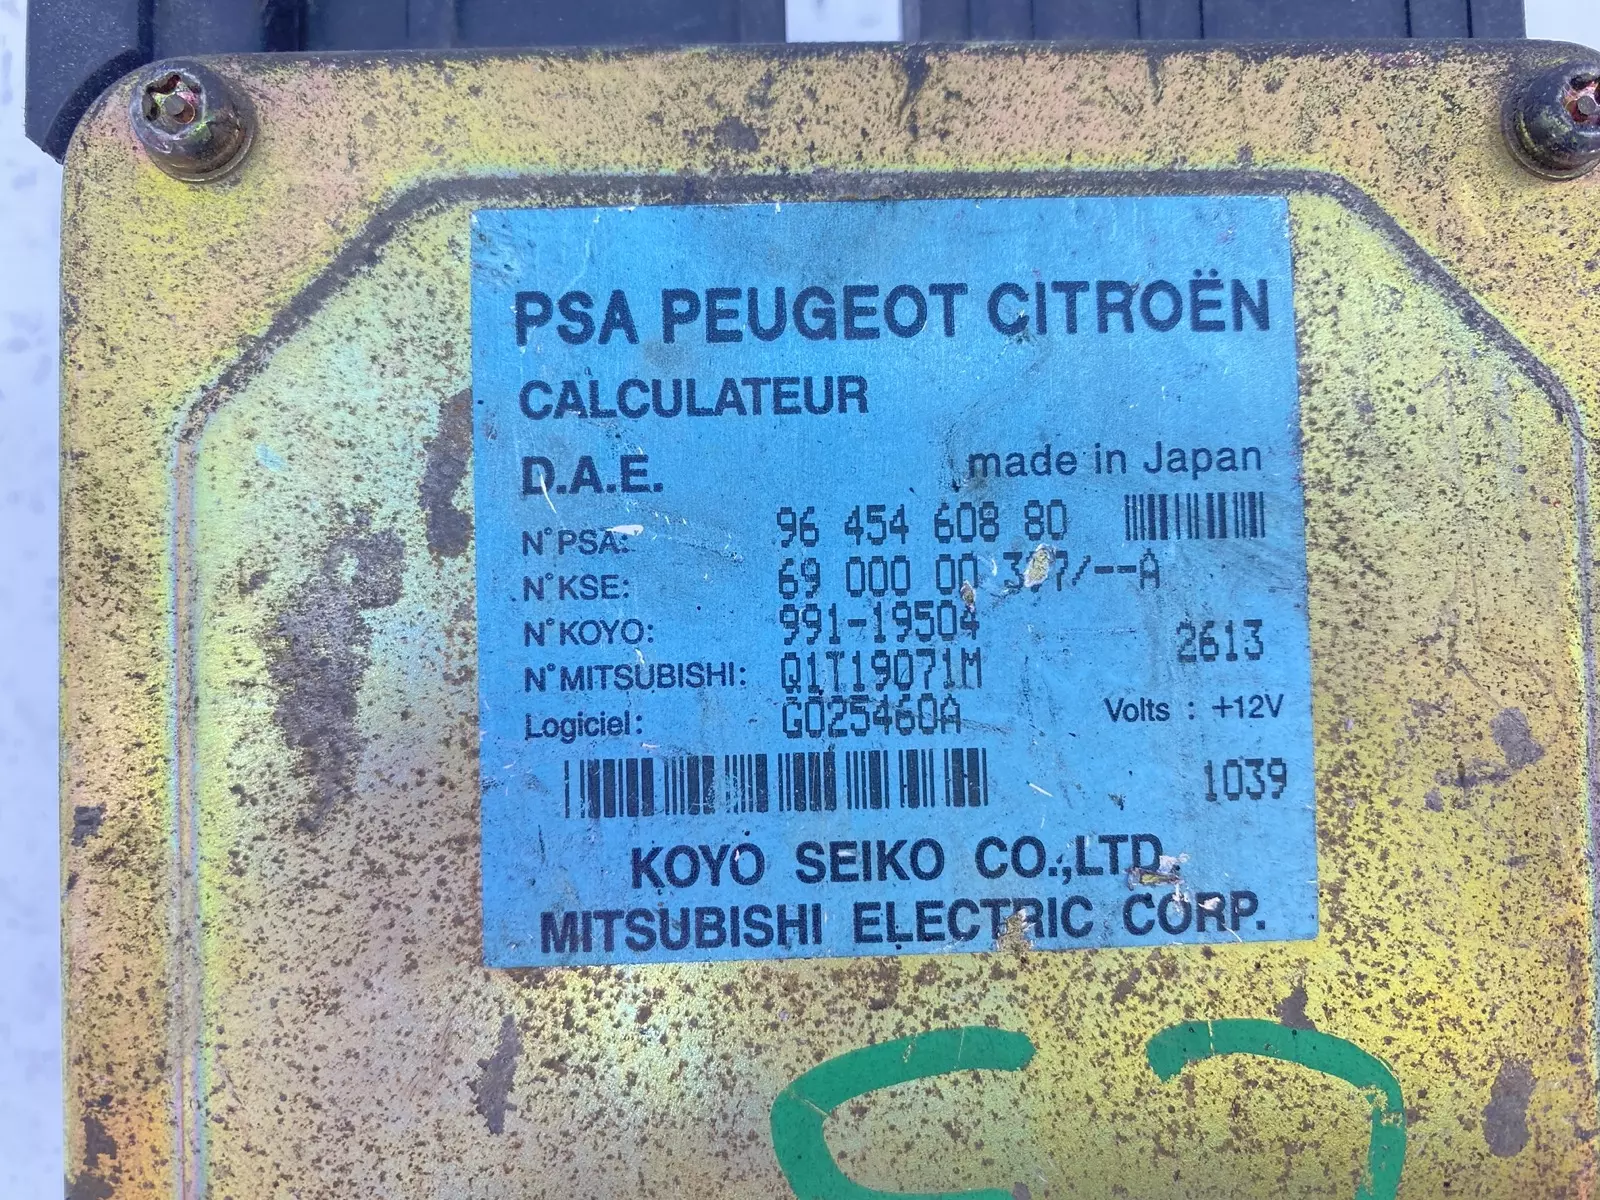 PSA PEUGEOT CITROËN
CALCULATEUR
D.A.E. made in Japan
N°PSA: 96 454 608 80
N°KSE: 69 000 00 /--A
N°KOYO: 991-19504
2613
N°MITSUBISHI: Q1T19071M
Logiciel: G025460A Volts : +12V
1039
KOYO SEIKO CO.,LTD.
MITSUBISHI ELECTRIC CORP.